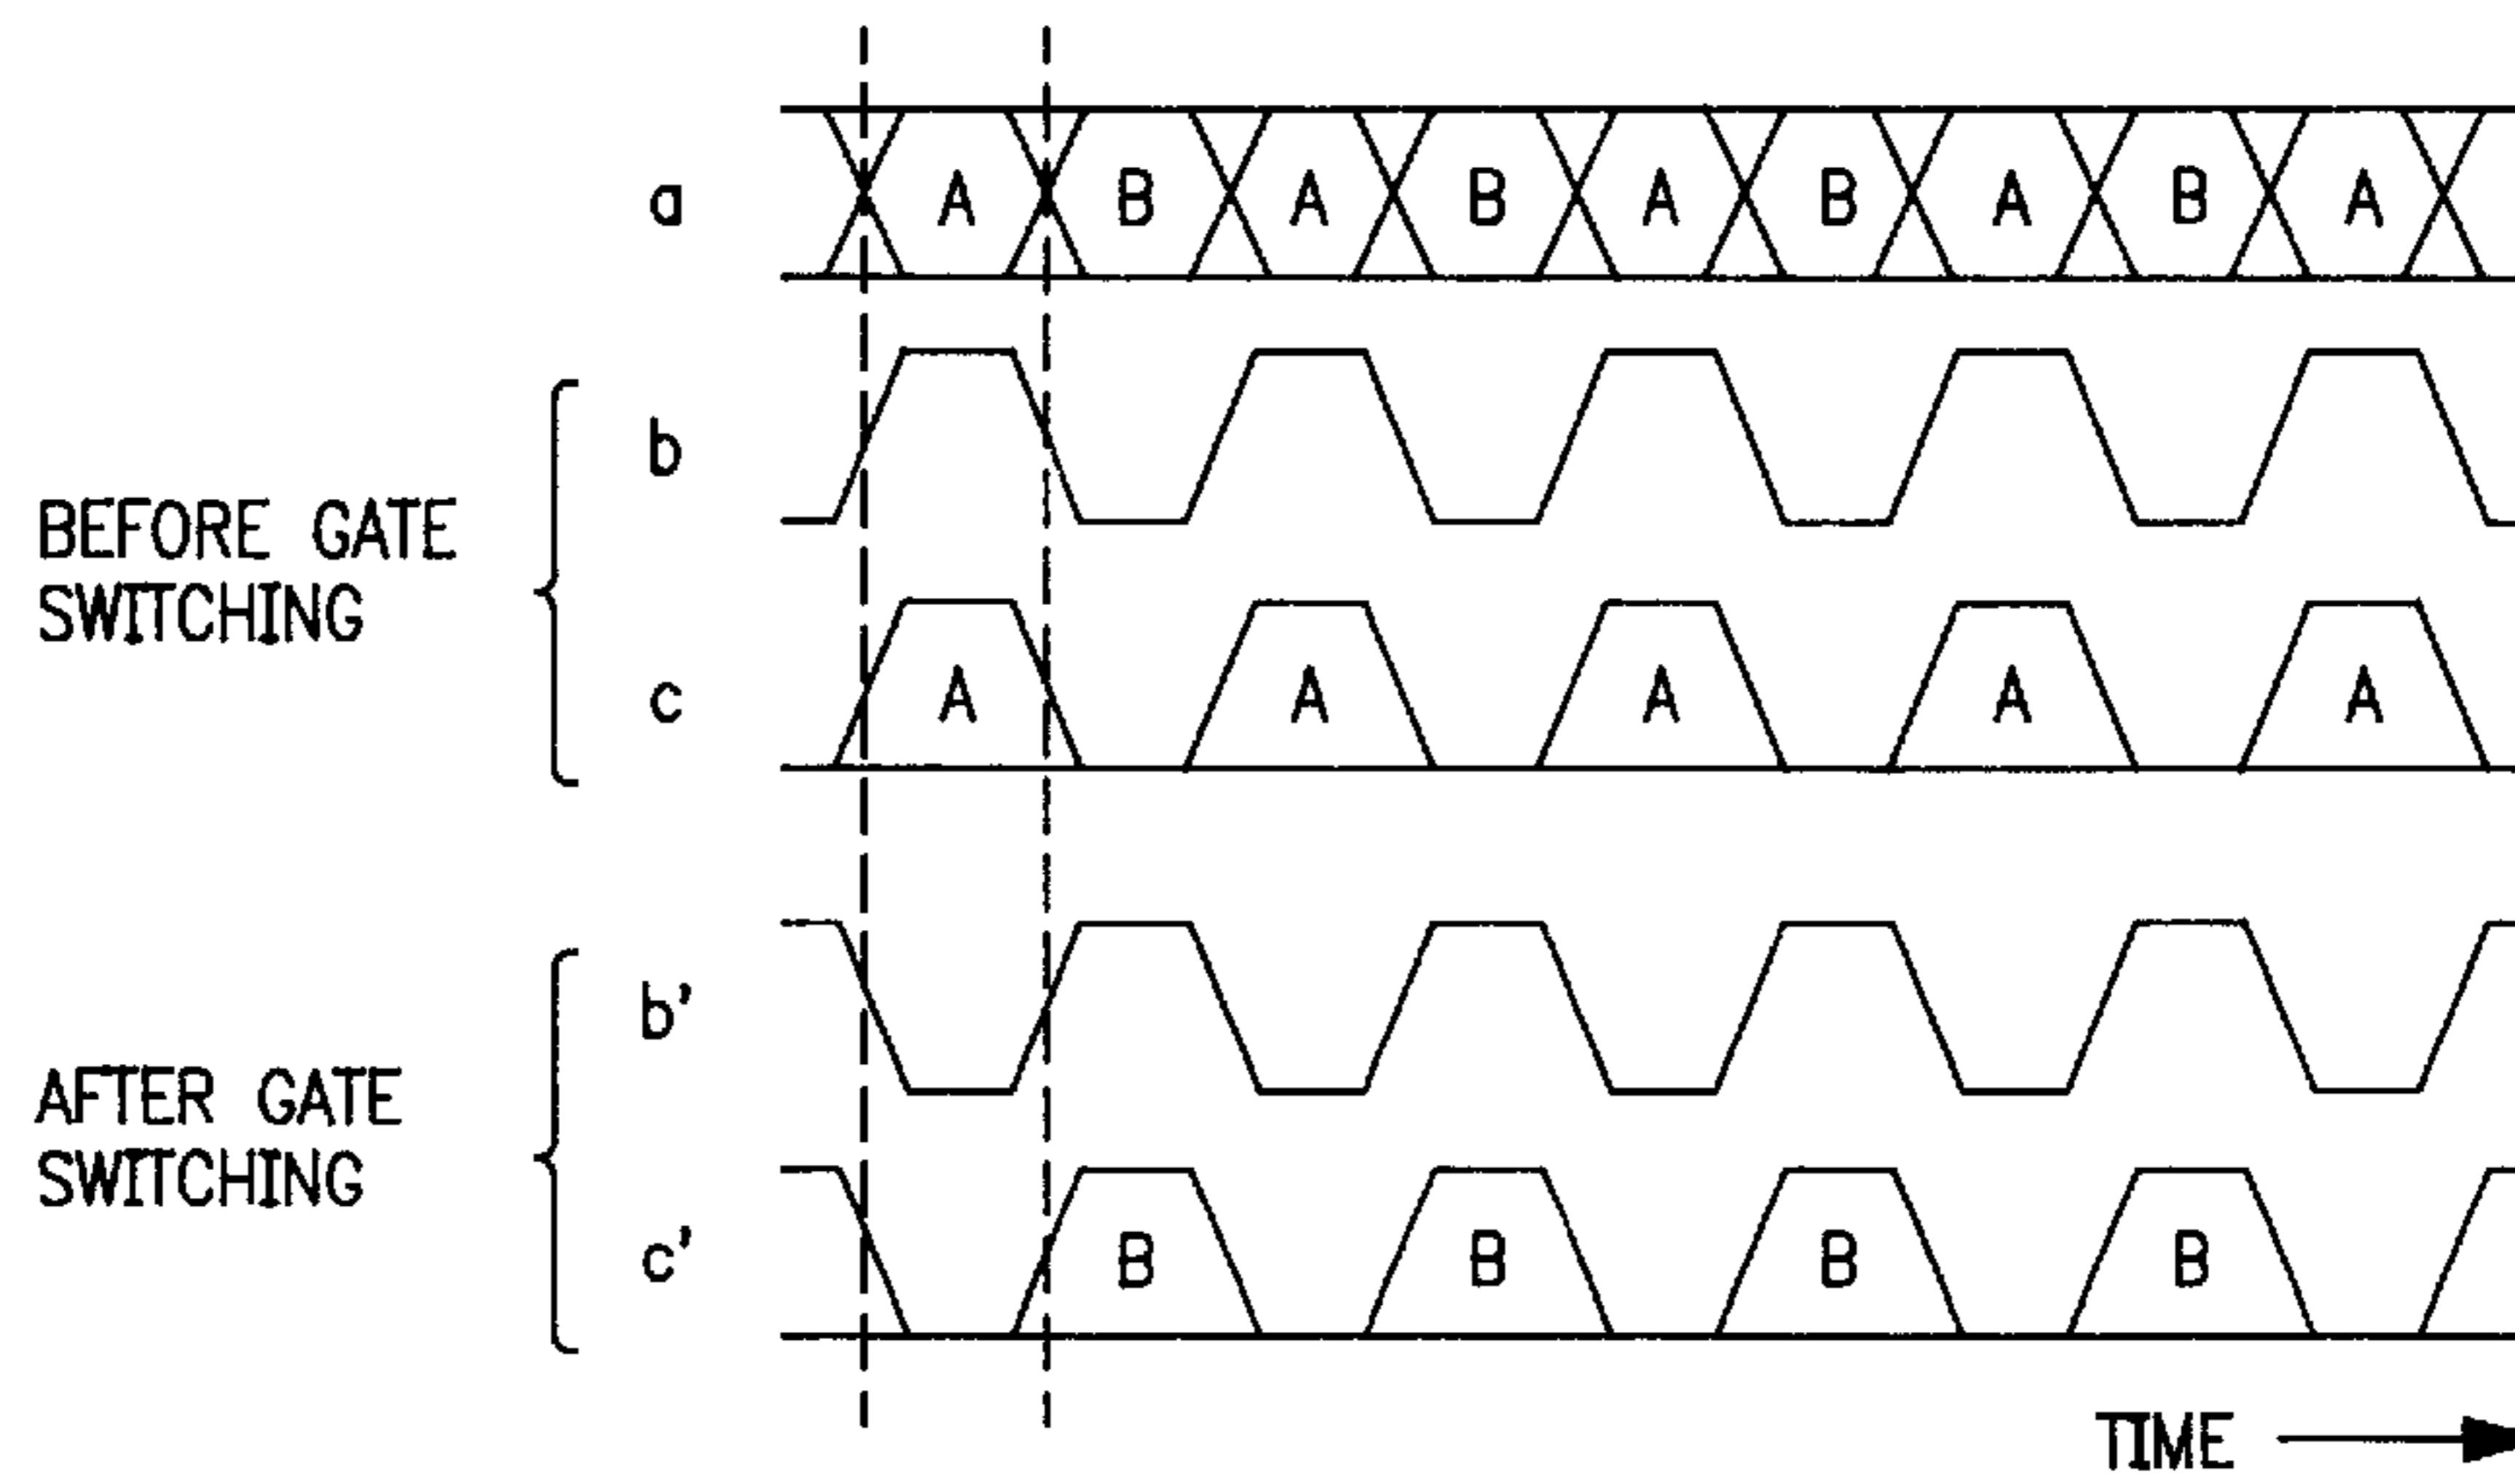 a A B A B A B A B A
b
BEFORE GATE
SWITCHING
c A A A A A
b'
AFTER GATE
SWITCHING
c' B B B B
TIME